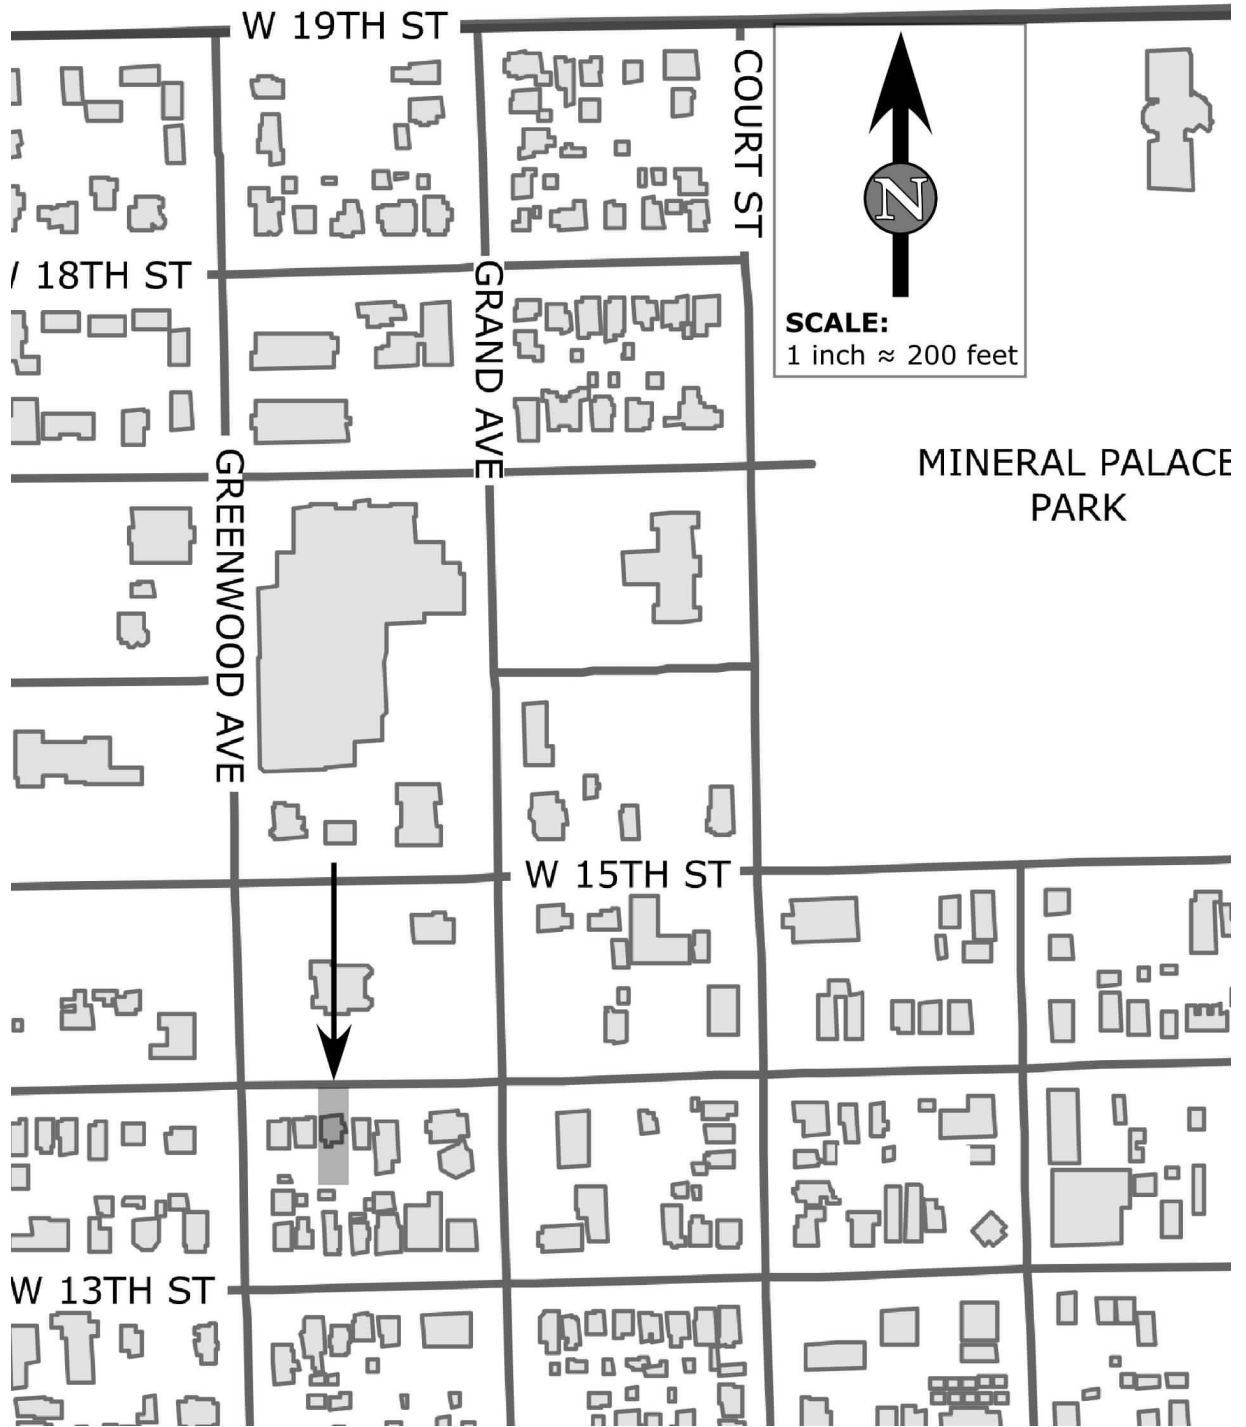 W 19TH ST
COURT ST
N
W 18TH ST
GRAND AVE
SCALE:
1 inch ≈ 200 feet
GREENWOOD AVE
MINERAL PALACE
PARK
W 15TH ST
W 13TH ST